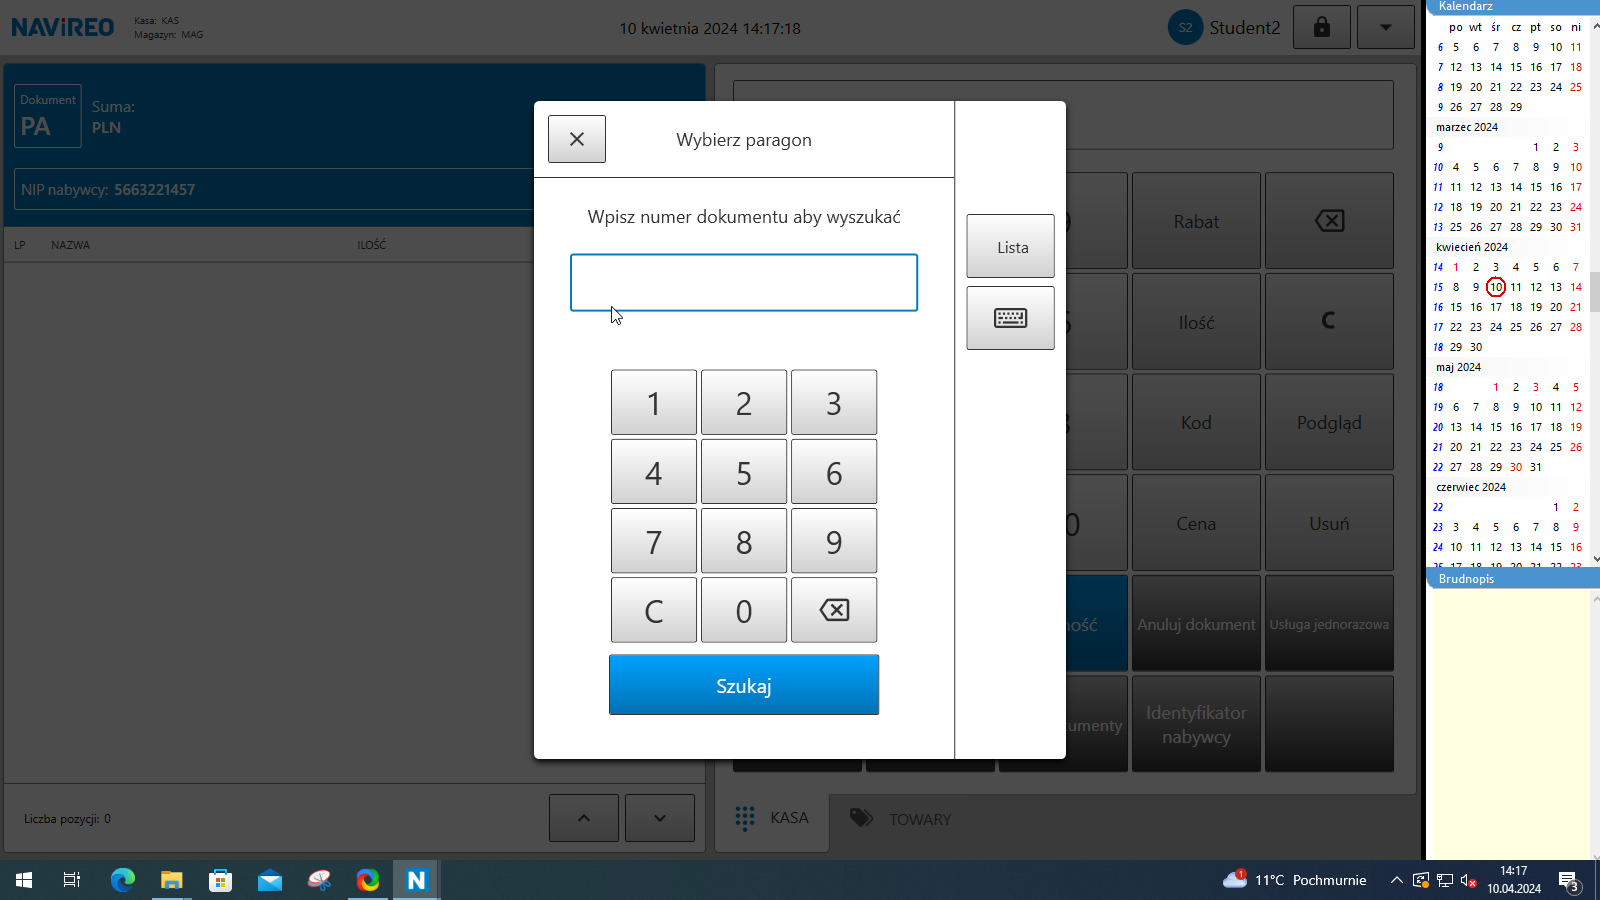 NAViREO
Kasa: KAS
Magazyn: MAG
10 kwietnia 2024 14:17:18
S2
Student2
Dokument
PA
Suma:
PLN
NIP nabywcy: 5663221457
LP NAZWA ILOŚĆ
Wybierz paragon
Wpisz numer dokumentu aby wyszukać
Lista
1 2 3
4 5 6
7 8 9
C 0
Szukaj
Rabat
Ilość C
Kod Podgląd
0 Cena Usuń
Anuluj dokument Usługa jednorazowa
Identyfikator
nabywcy
Liczba pozycji: 0
KASA
TOWARY
Kalendarz
po wt śr cz pt so ni
6 5 6 7 8 9 10 11
7 12 13 14 15 16 17 18
8 19 20 21 22 23 24 25
9 26 27 28 29
marzec 2024
9 1 2 3
10 4 5 6 7 8 9 10
11 11 12 13 14 15 16 17
12 18 19 20 21 22 23 24
13 25 26 27 28 29 30 31
kwiecień 2024
14 1 2 3 4 5 6 7
15 8 9 10 11 12 13 14
16 15 16 17 18 19 20 21
17 22 23 24 25 26 27 28
18 29 30
maj 2024
18 1 2 3 4 5
19 6 7 8 9 10 11 12
20 13 14 15 16 17 18 19
21 20 21 22 23 24 25 26
22 27 28 29 30 31
czerwiec 2024
22 1 2
23 3 4 5 6 7 8 9
24 10 11 12 13 14 15 16
Brudnopis
N
1
11°C Pochmurnie
14:17
10.04.2024
3